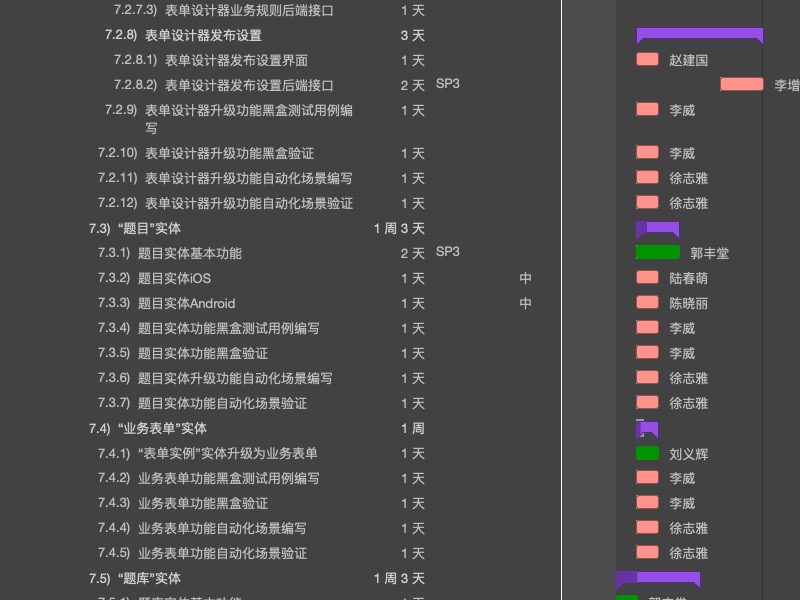 7.2.7.3) 表单设计器业务规则后端接口 1 天
7.2.8) 表单设计器发布设置 3 天
7.2.8.1) 表单设计器发布设置界面 1 天 赵建国
7.2.8.2) 表单设计器发布设置后端接口 2 天 SP3 李增
7.2.9) 表单设计器升级功能黑盒测试用例编 1 天 李威
写
7.2.10) 表单设计器升级功能黑盒验证 1 天 李威
7.2.11) 表单设计器升级功能自动化场景编写 1 天 徐志雅
7.2.12) 表单设计器升级功能自动化场景验证 1 天 徐志雅
7.3) “题目”实体 1 周 3 天
7.3.1) 题目实体基本功能 2 天 SP3 郭丰堂
7.3.2) 题目实体iOS 1 天 中 陆春萌
7.3.3) 题目实体Android 1 天 中 陈晓丽
7.3.4) 题目实体功能黑盒测试用例编写 1 天 李威
7.3.5) 题目实体功能黑盒验证 1 天 李威
7.3.6) 题目实体升级功能自动化场景编写 1 天 徐志雅
7.3.7) 题目实体功能自动化场景验证 1 天 徐志雅
7.4) “业务表单”实体 1 周
7.4.1) “表单实例”实体升级为业务表单 1 天 刘义辉
7.4.2) 业务表单功能黑盒测试用例编写 1 天 李威
7.4.3) 业务表单功能黑盒验证 1 天 李威
7.4.4) 业务表单功能自动化场景编写 1 天 徐志雅
7.4.5) 业务表单功能自动化场景验证 1 天 徐志雅
7.5) “题库”实体 1 周 3 天